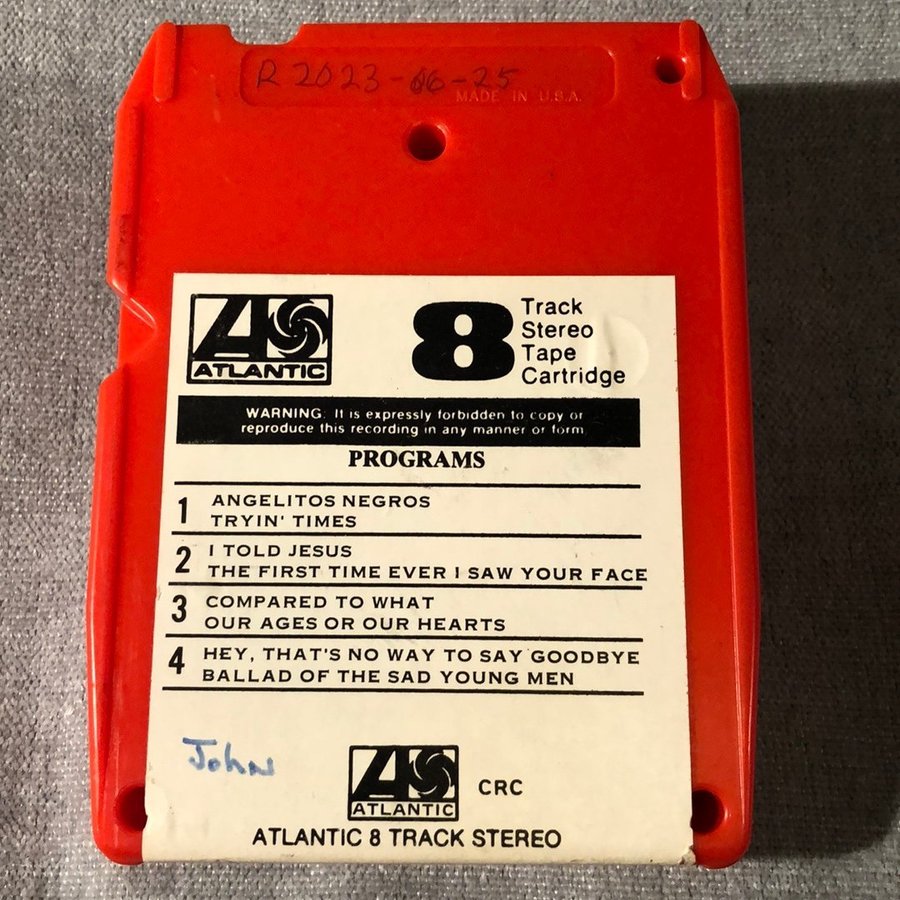 R 2023-06-25
MADE IN U.S.A.
ATLANTIC
8
Track
Stereo
Tape
Cartridge
WARNING: It is expressly forbidden to copy or
reproduce this recording in any manner or form
PROGRAMS
1 ANGELITOS NEGROS
TRYIN' TIMES
2 I TOLD JESUS
THE FIRST TIME EVER I SAW YOUR FACE
3 COMPARED TO WHAT
OUR AGES OR OUR HEARTS
4 HEY, THAT'S NO WAY TO SAY GOODBYE
BALLAD OF THE SAD YOUNG MEN
John
ATLANTIC
CRC
ATLANTIC 8 TRACK STEREO